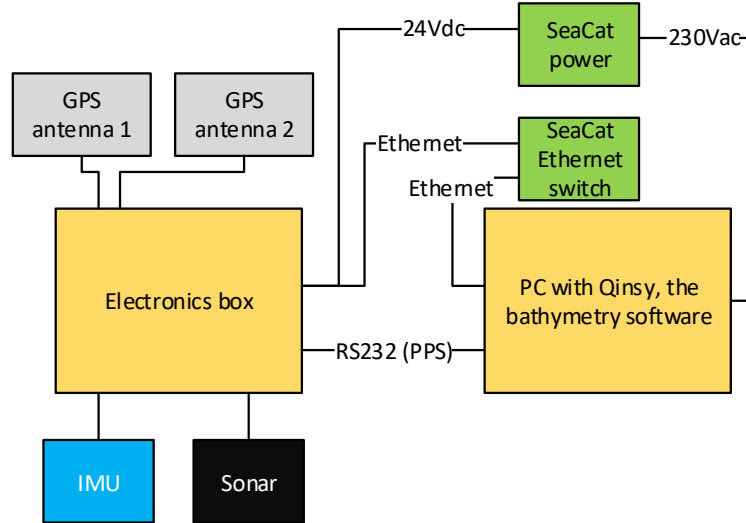 24Vdc
SeaCat
power
230Vac
GPS
antenna 1
GPS
antenna 2
Ethernet
SeaCat
Ethernet
switch
Ethernet
Electronics box
PC with Qinsy, the
bathymetry software
RS232 (PPS)
IMU
Sonar